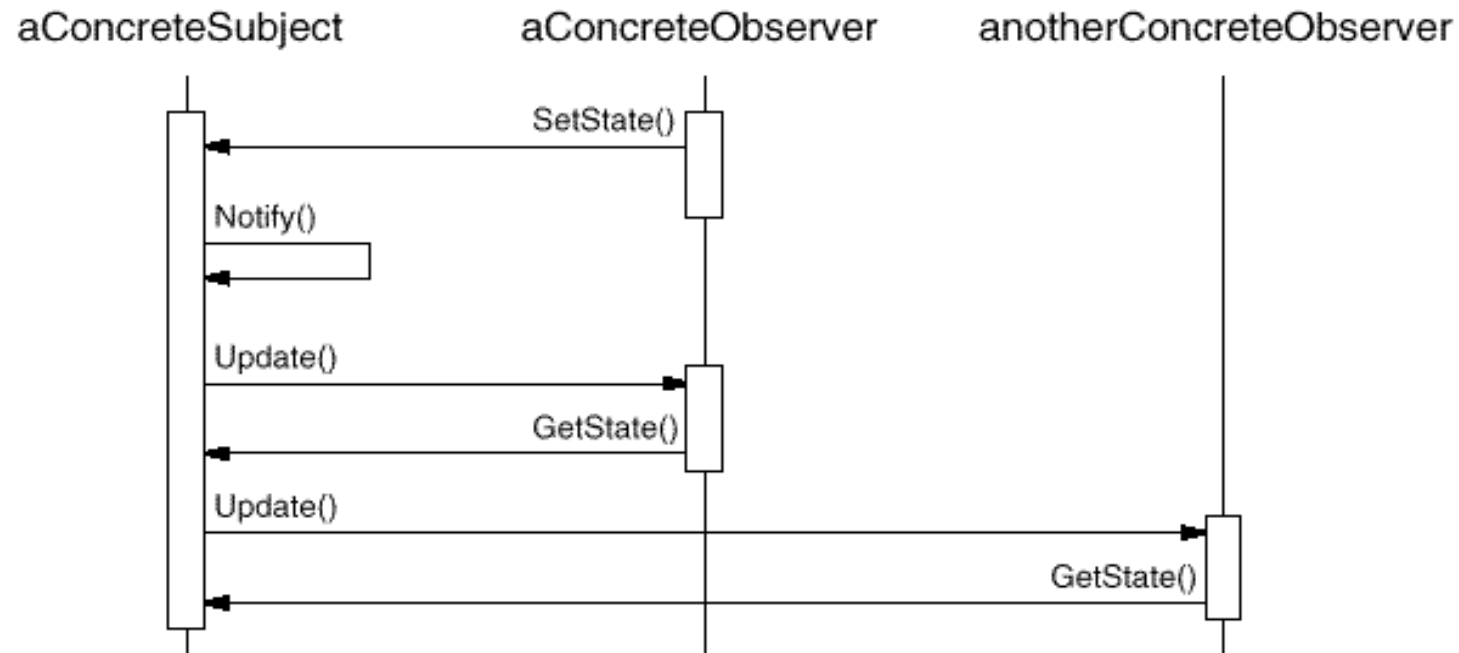 aConcreteSubject aConcreteObserver anotherConcreteObserver
SetState()
Notify()
Update()
GetState()
Update()
GetState()